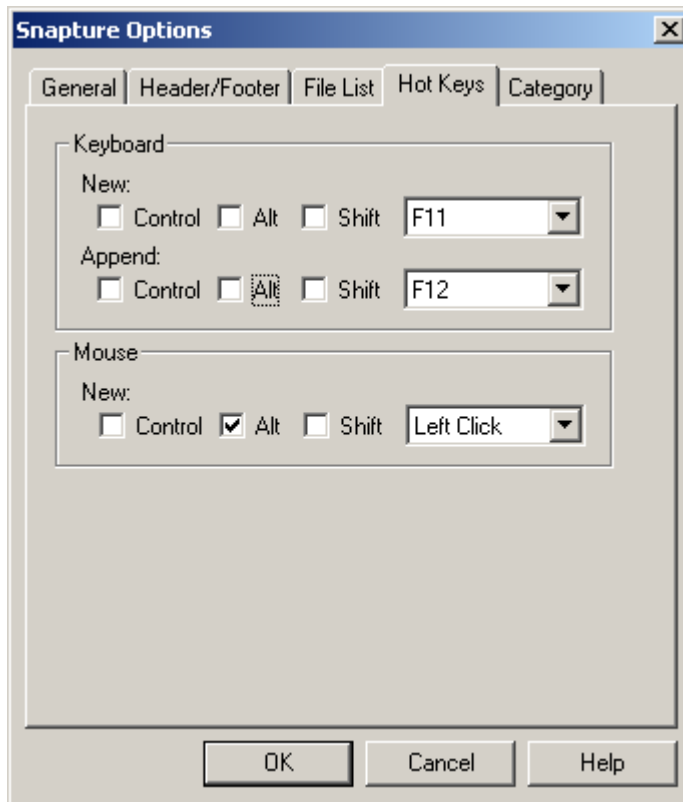 Snapture Options
General Header/Footer File List Hot Keys Category
Keyboard
New:
Control Alt Shift F11
Append:
Control Alt Shift F12
Mouse
New:
Control Alt Shift Left Click
OK Cancel Help